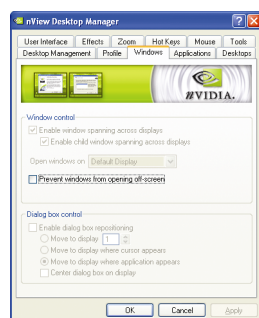 nView Desktop Manager
User Interface Effects Zoom Hot Keys Mouse Tools
Desktop Management Profile Windows Applications Desktops
NVIDIA.
Window control
Enable window spanning across displays
Enable child window spanning across displays
Open windows on Default Display
Prevent windows from opening off-screen
Dialog box control
Enable dialog box repositioning
Move to display 1
Move to display where cursor appears
Move to display where application appears
Center dialog box on display
OK Cancel Apply